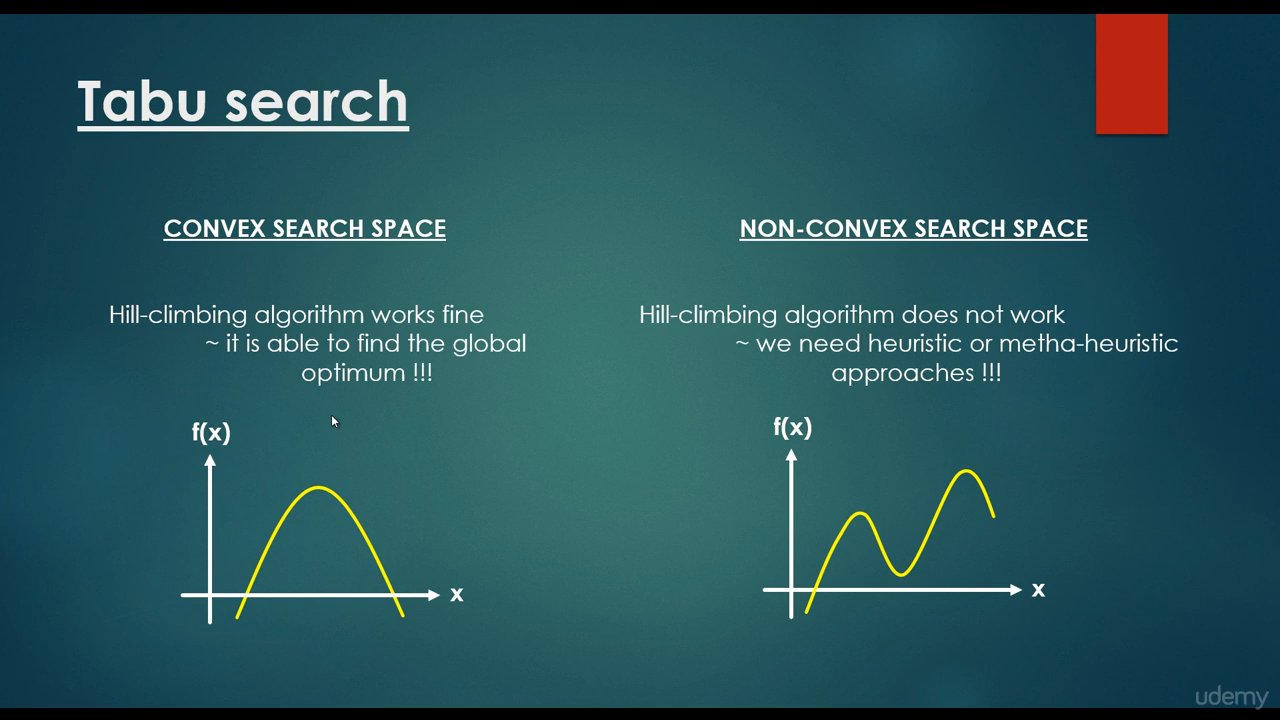 Tabu search
CONVEX SEARCH SPACE
Hill-climbing algorithm works fine
~ it is able to find the global
optimum !!!
f(x)
x
NON-CONVEX SEARCH SPACE
Hill-climbing algorithm does not work
~ we need heuristic or metha-heuristic
approaches !!!
f(x)
x
udemy